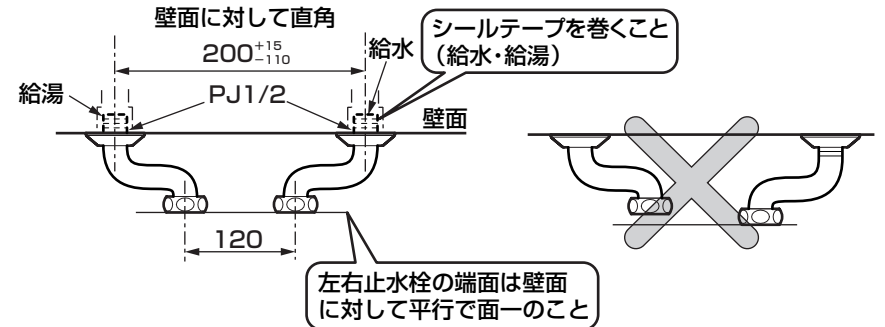 壁面に対して直角
シールテープを巻くこと
（給水・給湯）
200 +15 -110
給水
給湯
PJ1/2
壁面
120
左右止水栓の端面は壁面
に対して平行で面一のこと